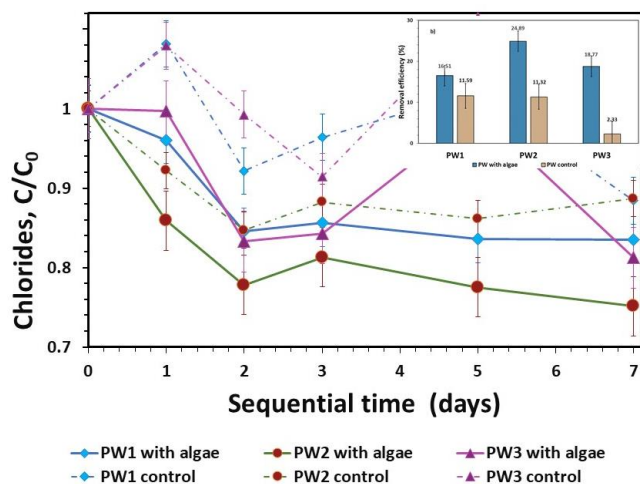 Chlorides, C/C0
1
0.9
0.8
0.7
0 1 2 3 4 5 6 7
Sequential time (days)
b)
Removal efficiency (%)
30
25
20
15
10
5
0
16.51
11.59
24.89
11.32
18.77
2.33
PW1 PW2 PW3
PW with algae PW control
PW1 with algae PW2 with algae PW3 with algae
PW1 control PW2 control PW3 control